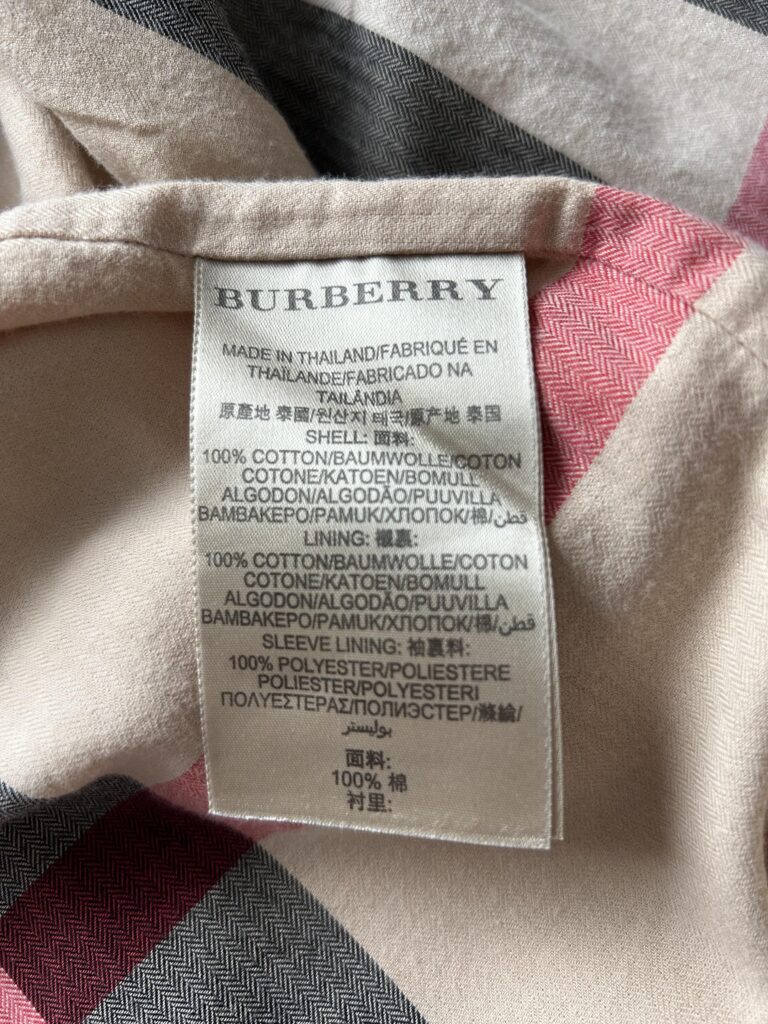 BURBERRY
MADE IN THAILAND/FABRIQUÉ EN
THAÏLANDE/FABRICADO NA
TAILÂNDIA
原產地 泰國/원산지 태국/原产地 泰国
SHELL: 面料:
100% COTTON/BAUMWOLLE/COTON
COTONE/KATOEN/BOMULL
ALGODON/ALGODÃO/PUUVILLA
BAMBAKEPO/PAMUK/ХЛОПОК/棉/قطن
LINING: 襯裏:
100% COTTON/BAUMWOLLE/COTON
COTONE/KATOEN/BOMULL
ALGODON/ALGODÃO/PUUVILLA
BAMBAKEPO/PAMUK/ХЛОПОК/棉/قطن
SLEEVE LINING: 袖裏料:
100% POLYESTER/POLIESTERE
POLIESTER/POLYESTERI
ΠΟΛΥΕΣΤΕΡΑΣ/ПОЛИЭСТЕР/滌綸/
بوليستر
面料:
100% 棉
衬里: